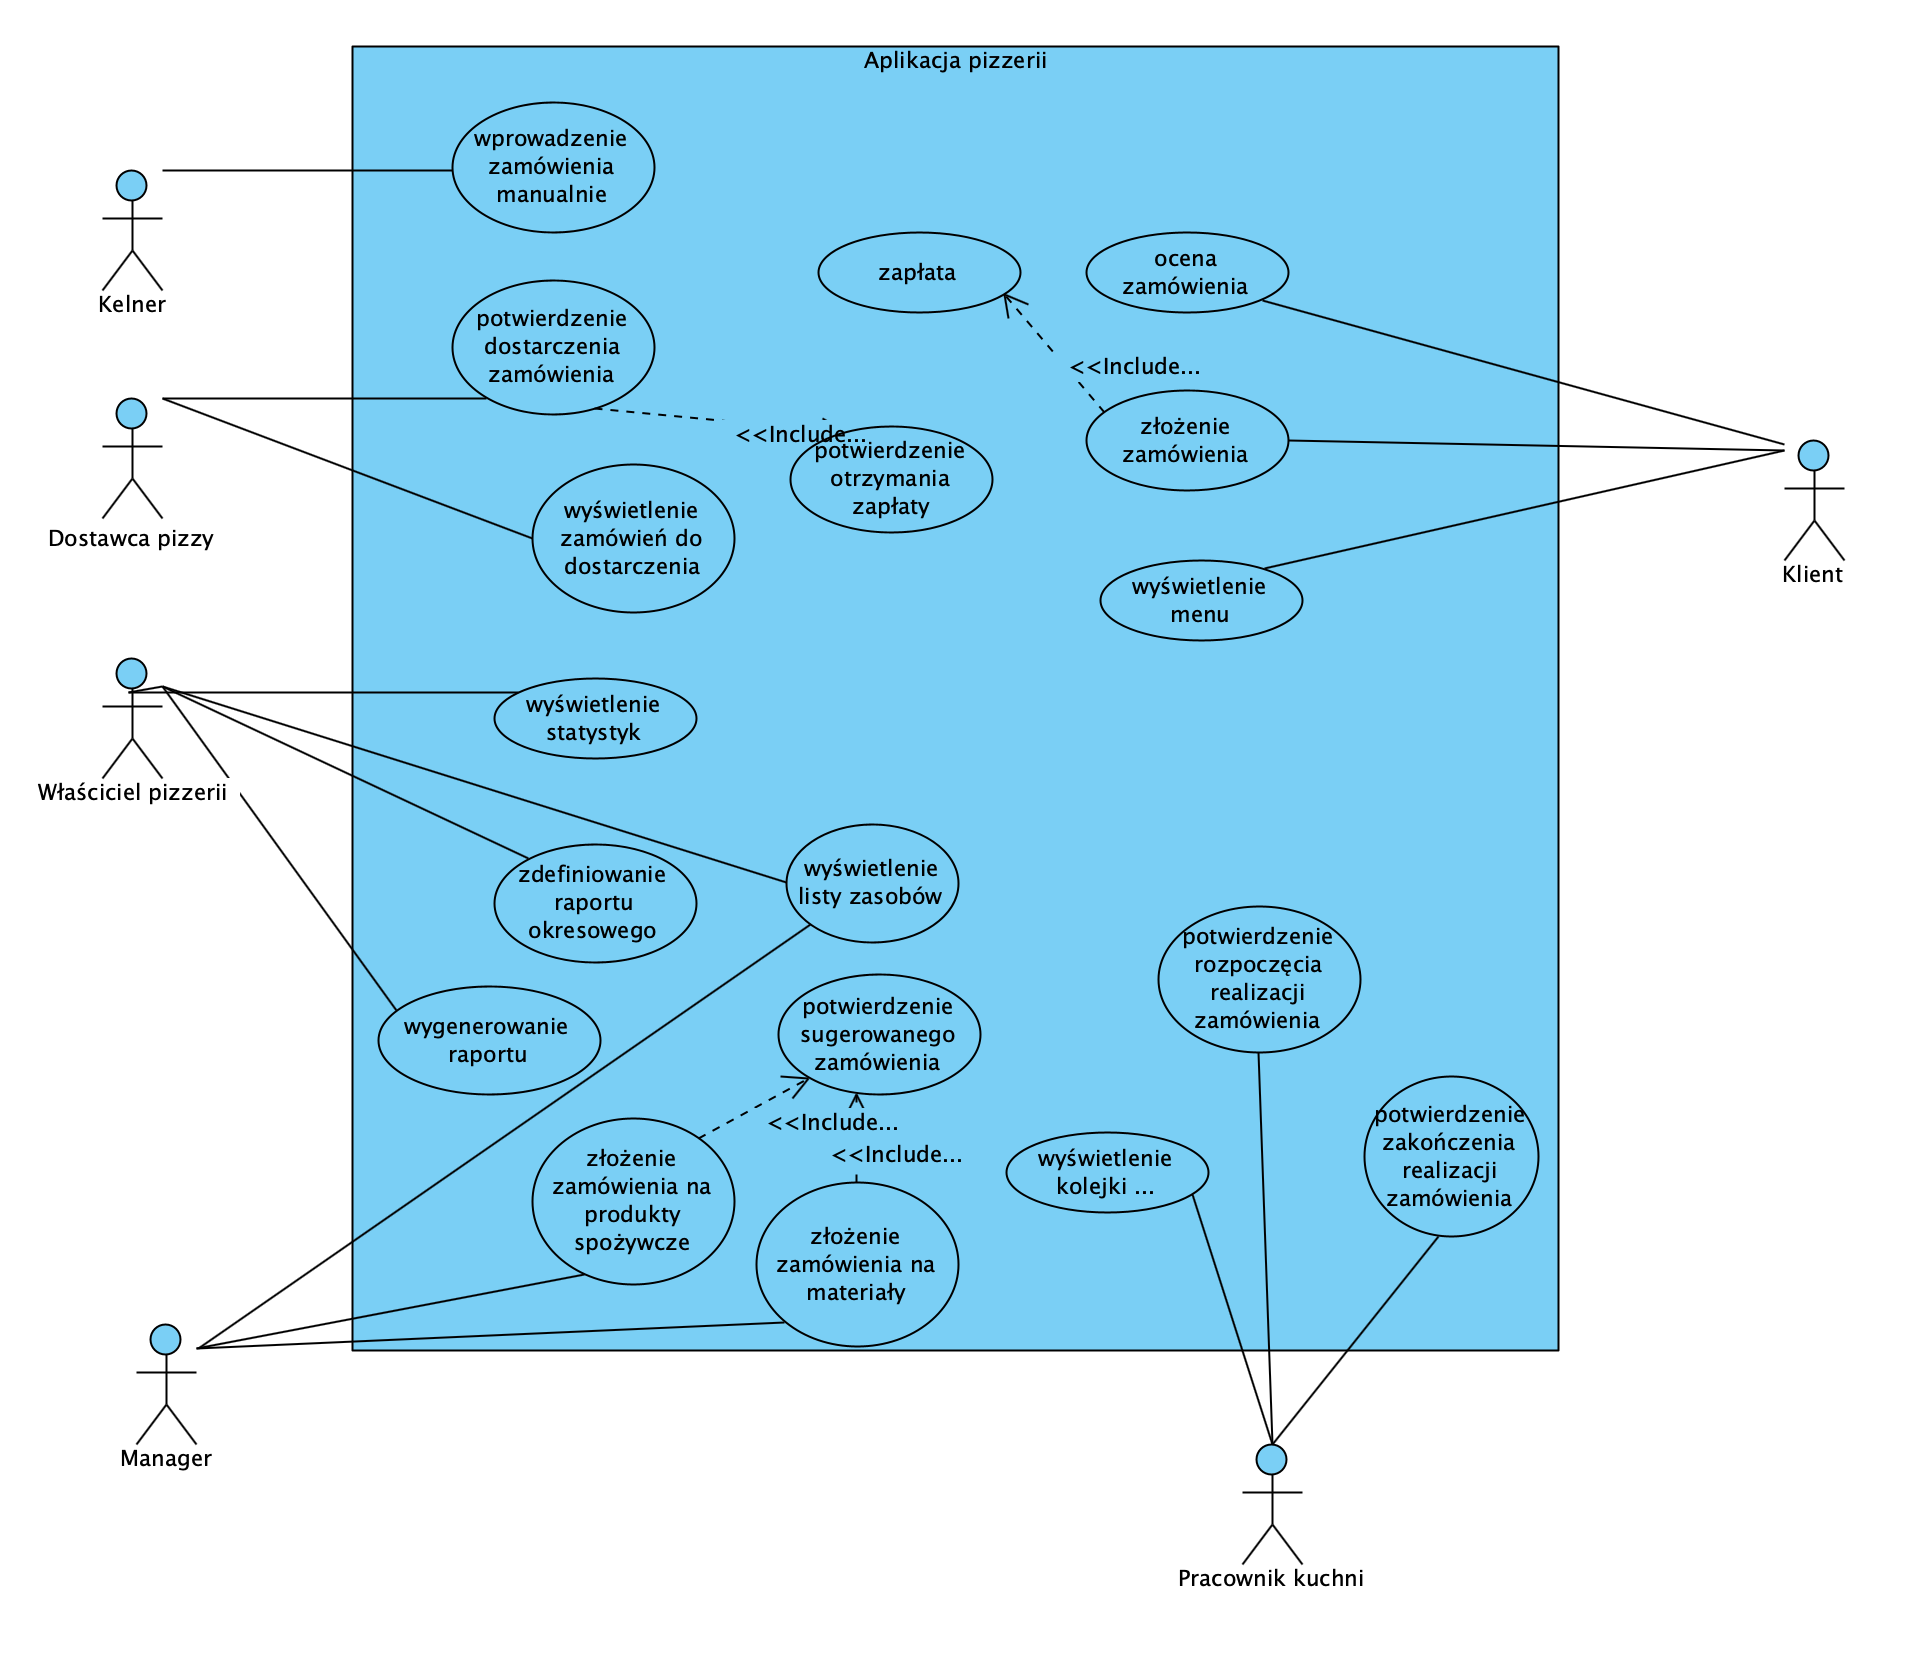 Aplikacja pizzerii
wprowadzenie
zamówienia
manualnie
Kelner
zapłata
ocena
zamówienia
potwierdzenie
dostarczenia
zamówienia
<<Include...
<<Include...
złożenie
zamówienia
potwierdzenie
otrzymania
zapłaty
Dostawca pizzy
wyświetlenie
zamówień do
dostarczenia
Klient
wyświetlenie
menu
wyświetlenie
statystyk
Właściciel pizzerii
zdefiniowanie
raportu
okresowego
wyświetlenie
listy zasobów
potwierdzenie
rozpoczęcia
realizacji
zamówienia
wygenerowanie
raportu
potwierdzenie
sugerowanego
zamówienia
<<Include...
<<Include...
potwierdzenie
zakończenia
realizacji
zamówienia
złożenie
zamówienia na
produkty
spożywcze
wyświetlenie
kolejki ...
złożenie
zamówienia na
materiały
Manager
Pracownik kuchni